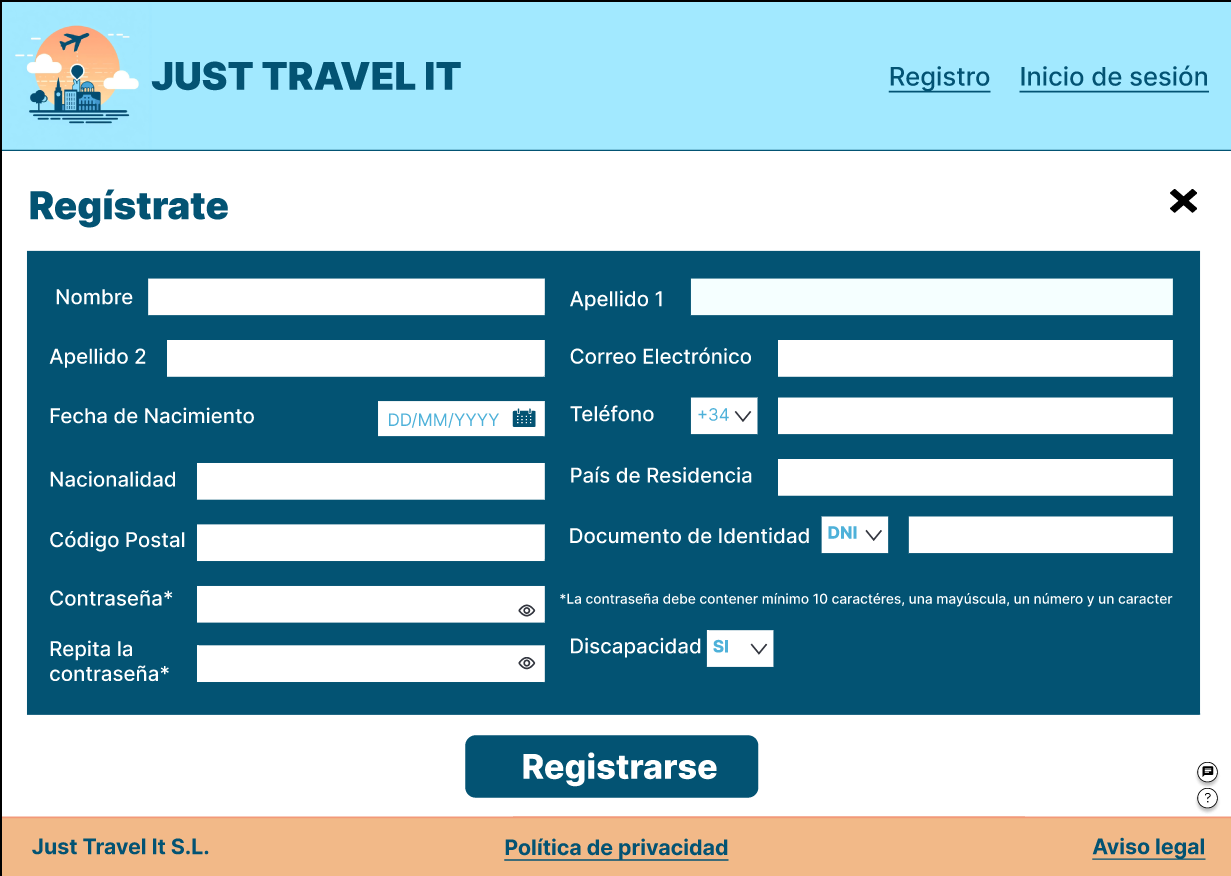 JUST TRAVEL IT
Registro
Inicio de sesión
Regístrate
Nombre
Apellido 1
Apellido 2
Correo Electrónico
Fecha de Nacimiento
DD/MM/YYYY
Teléfono
+34
Nacionalidad
País de Residencia
Código Postal
Documento de Identidad
DNI
Contraseña*
*La contraseña debe contener mínimo 10 caractéres, una mayúscula, un número y un caracter
Repita la
contraseña*
Discapacidad
SI
Registrarse
?
Just Travel It S.L.
Política de privacidad
Aviso legal